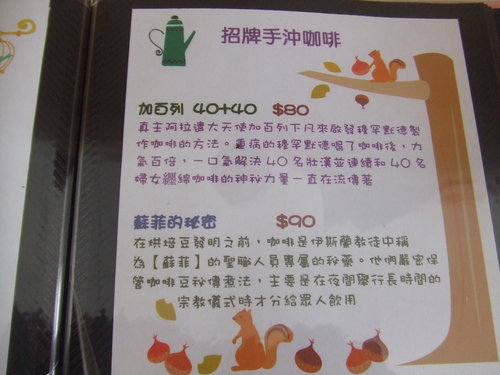 招牌手沖咖啡
加百列 40+40 $80
真主阿拉遣大天使加百列下凡來啟發穆罕默德製
作咖啡的方法。重病的穆罕默德喝了咖啡後，力
氣百倍，一口氣解決40名壯漢並連續和40名
婦女纏綿咖啡的神秘力量一直在流傳著
蘇菲的秘密 $90
在烘焙豆發明之前，咖啡是伊斯蘭教徒中稱
為【蘇菲】的聖職人員專屬的秘藥。他們嚴密保
管咖啡豆秘傳煮法，主要是在夜間舉行長時間的
宗教儀式時才分給眾人飲用